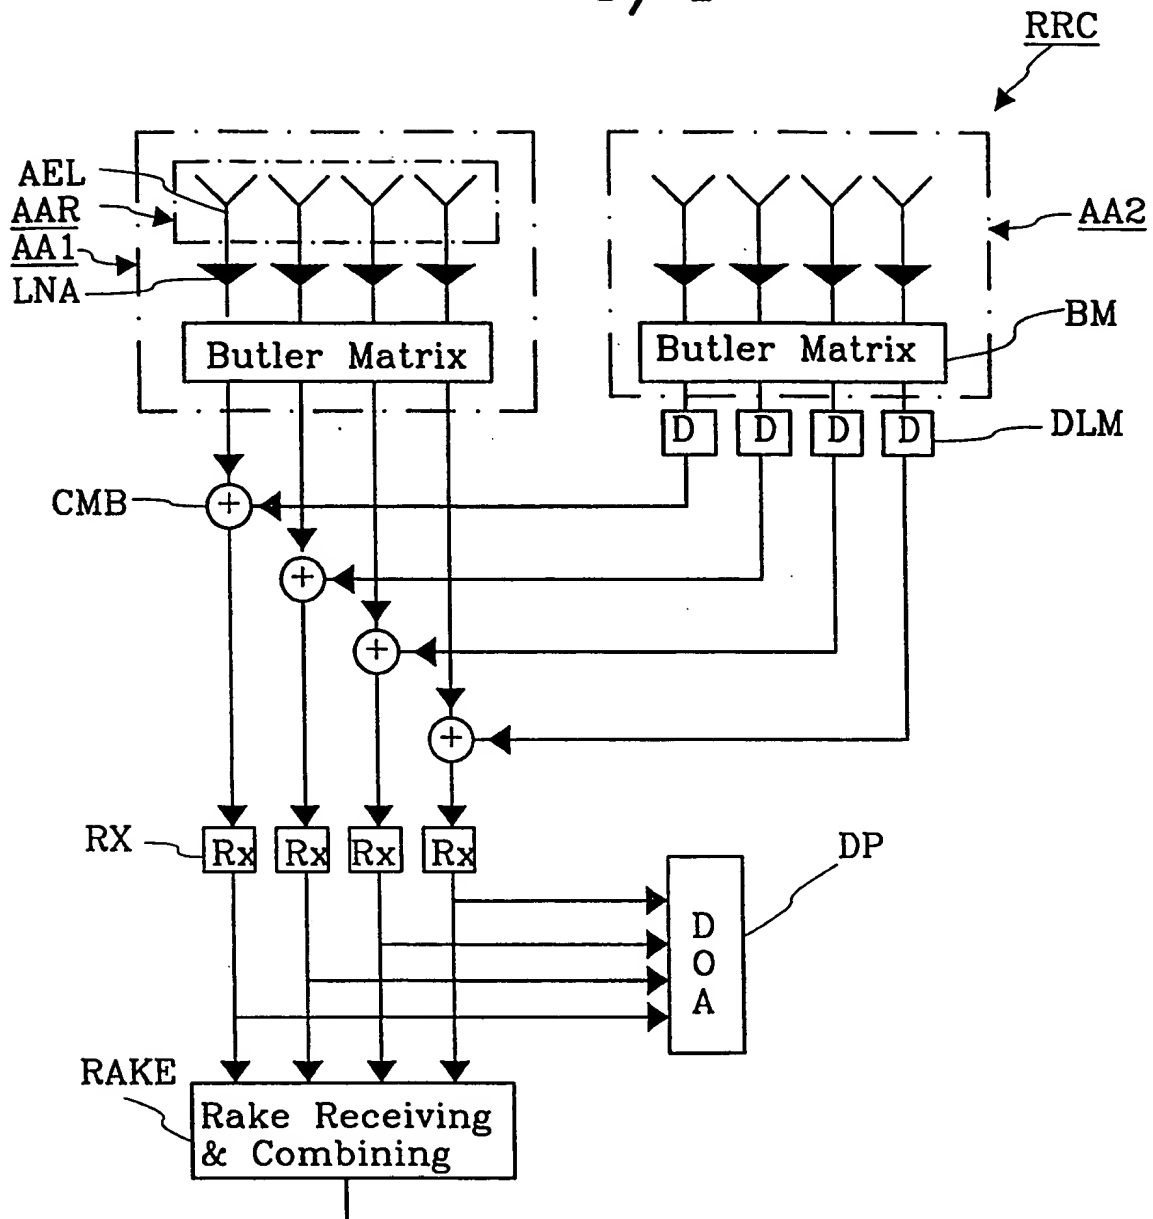 RRC
AEL
AAR
AA1
LNA
AA2
BM
Butler Matrix
Butler Matrix
D D D D
DLM
CMB
+
+
+
+
RX
Rx Rx Rx Rx
DP
D
O
A
RAKE
Rake Receiving
& Combining